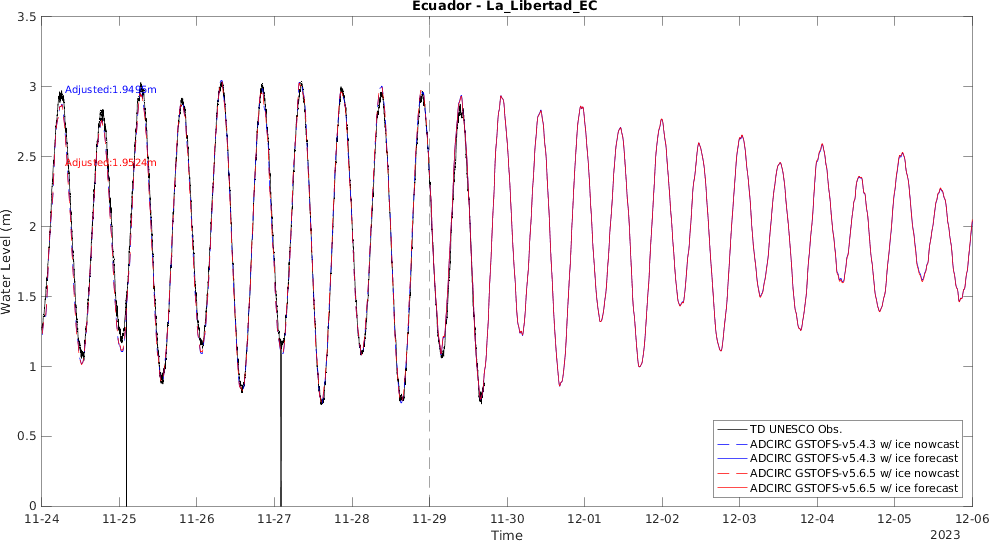 Ecuador - La_Libertad_EC
3.5
3
2.5
2
1.5
1
0.5
0
Water Level (m)
Adjusted:1.9496m
Adjusted:1.9524m
TD UNESCO Obs.
ADCIRC GSTOFS-v5.4.3 w/ ice nowcast
ADCIRC GSTOFS-v5.4.3 w/ ice forecast
ADCIRC GSTOFS-v5.6.5 w/ ice nowcast
ADCIRC GSTOFS-v5.6.5 w/ ice forecast
11-24 11-25 11-26 11-27 11-28 11-29 11-30 12-01 12-02 12-03 12-04 12-05 12-06
Time
2023